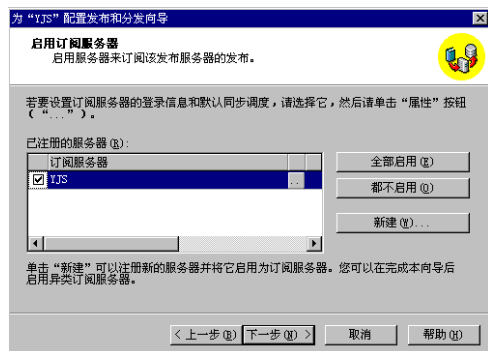 为“YJS”配置发布和分发向导
启用订阅服务器
启用服务器来订阅该发布服务器的发布。
若要设置订阅服务器的登录信息和默认同步调度，请选择它，然后请单击“属性”按钮
（“...”）。
已注册的服务器(R):
订阅服务器
YJS
..
全部启用(E)
都不启用(O)
新建(W)...
单击“新建”可以注册新的服务器并将它启用为订阅服务器。您可以在完成本向导后
启用异类订阅服务器。
< 上一步(B) 下一步(N) > 取消 帮助(H)